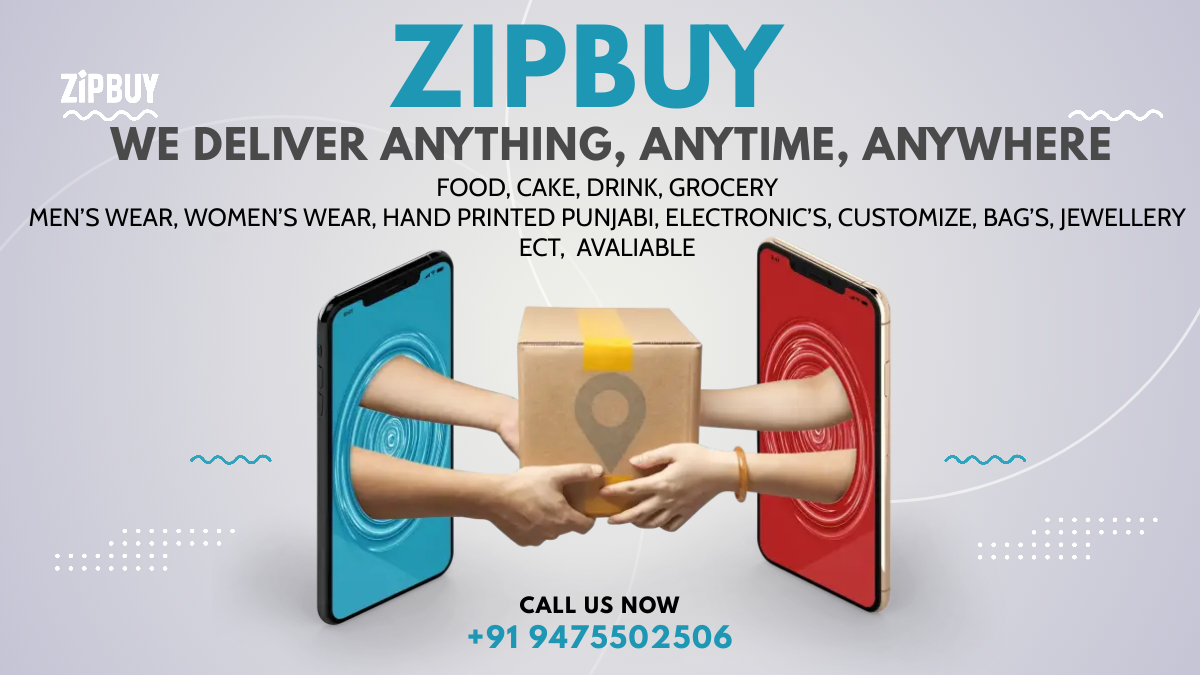 ZIPBUY
ZIPBUY
WE DELIVER ANYTHING, ANYTIME, ANYWHERE
FOOD, CAKE, DRINK, GROCERY
MEN'S WEAR, WOMEN'S WEAR, HAND PRINTED PUNJABI, ELECTRONIC'S, CUSTOMIZE, BAG'S, JEWELLERY
ECT,  AVALIABLE
CALL US NOW
+91 9475502506